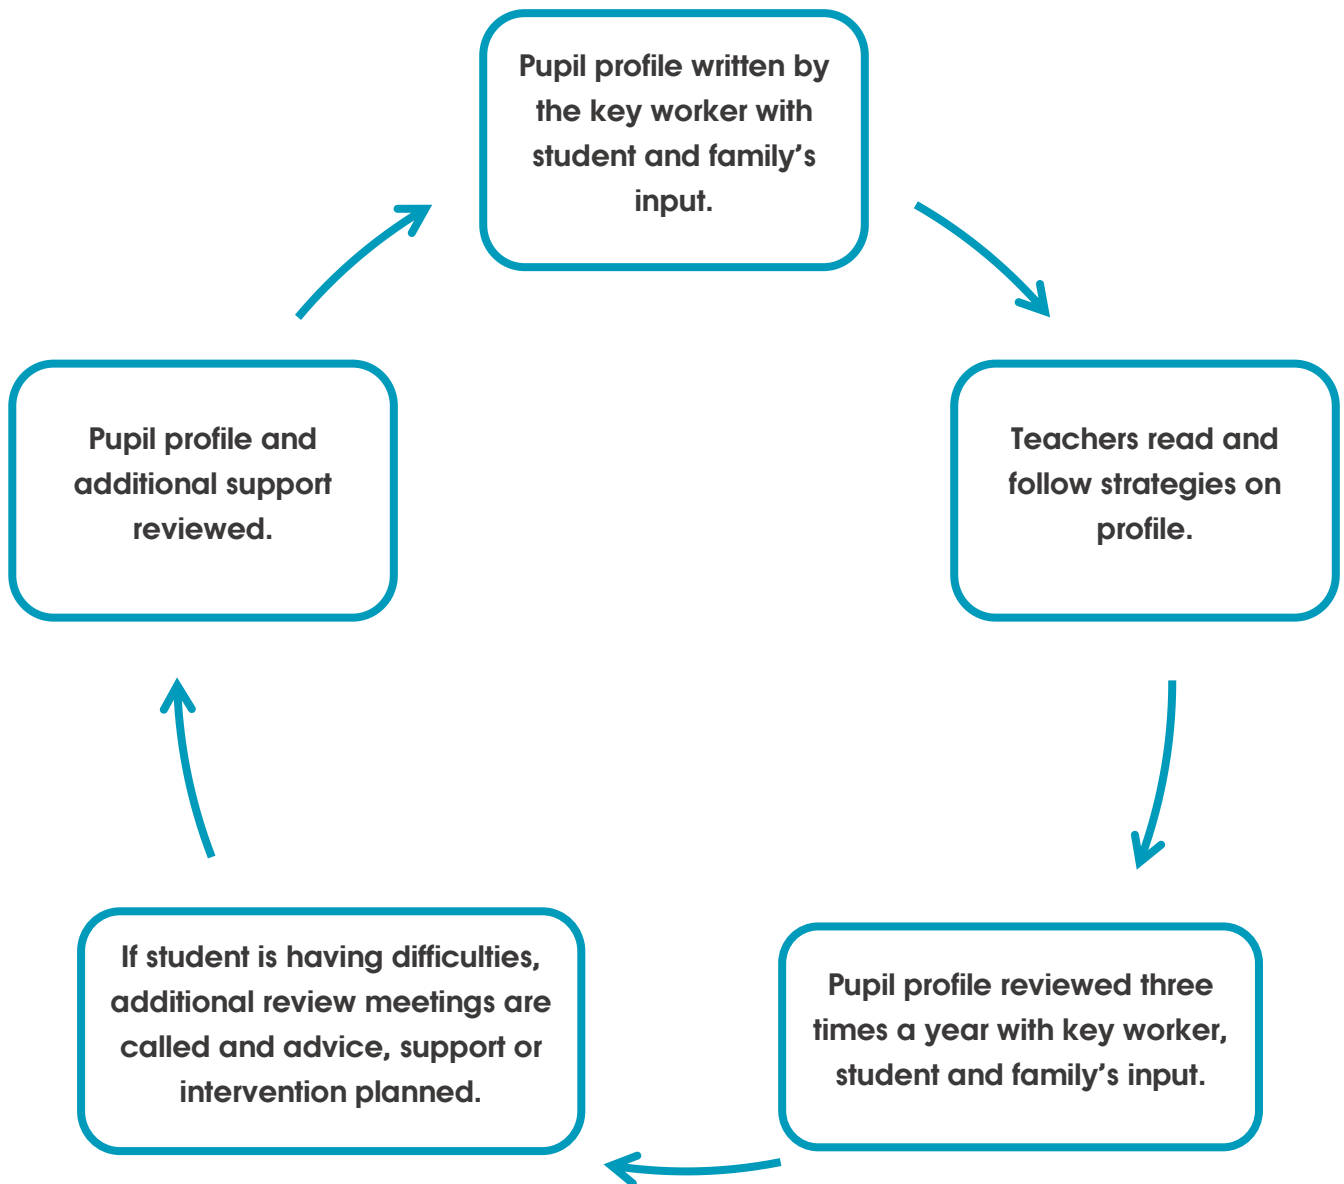 Pupil profile written by
the key worker with
student and family’s
input.
Teachers read and
follow strategies on
profile.
Pupil profile reviewed three
times a year with key worker,
student and family’s input.
If student is having difficulties,
additional review meetings are
called and advice, support or
intervention planned.
Pupil profile and
additional support
reviewed.